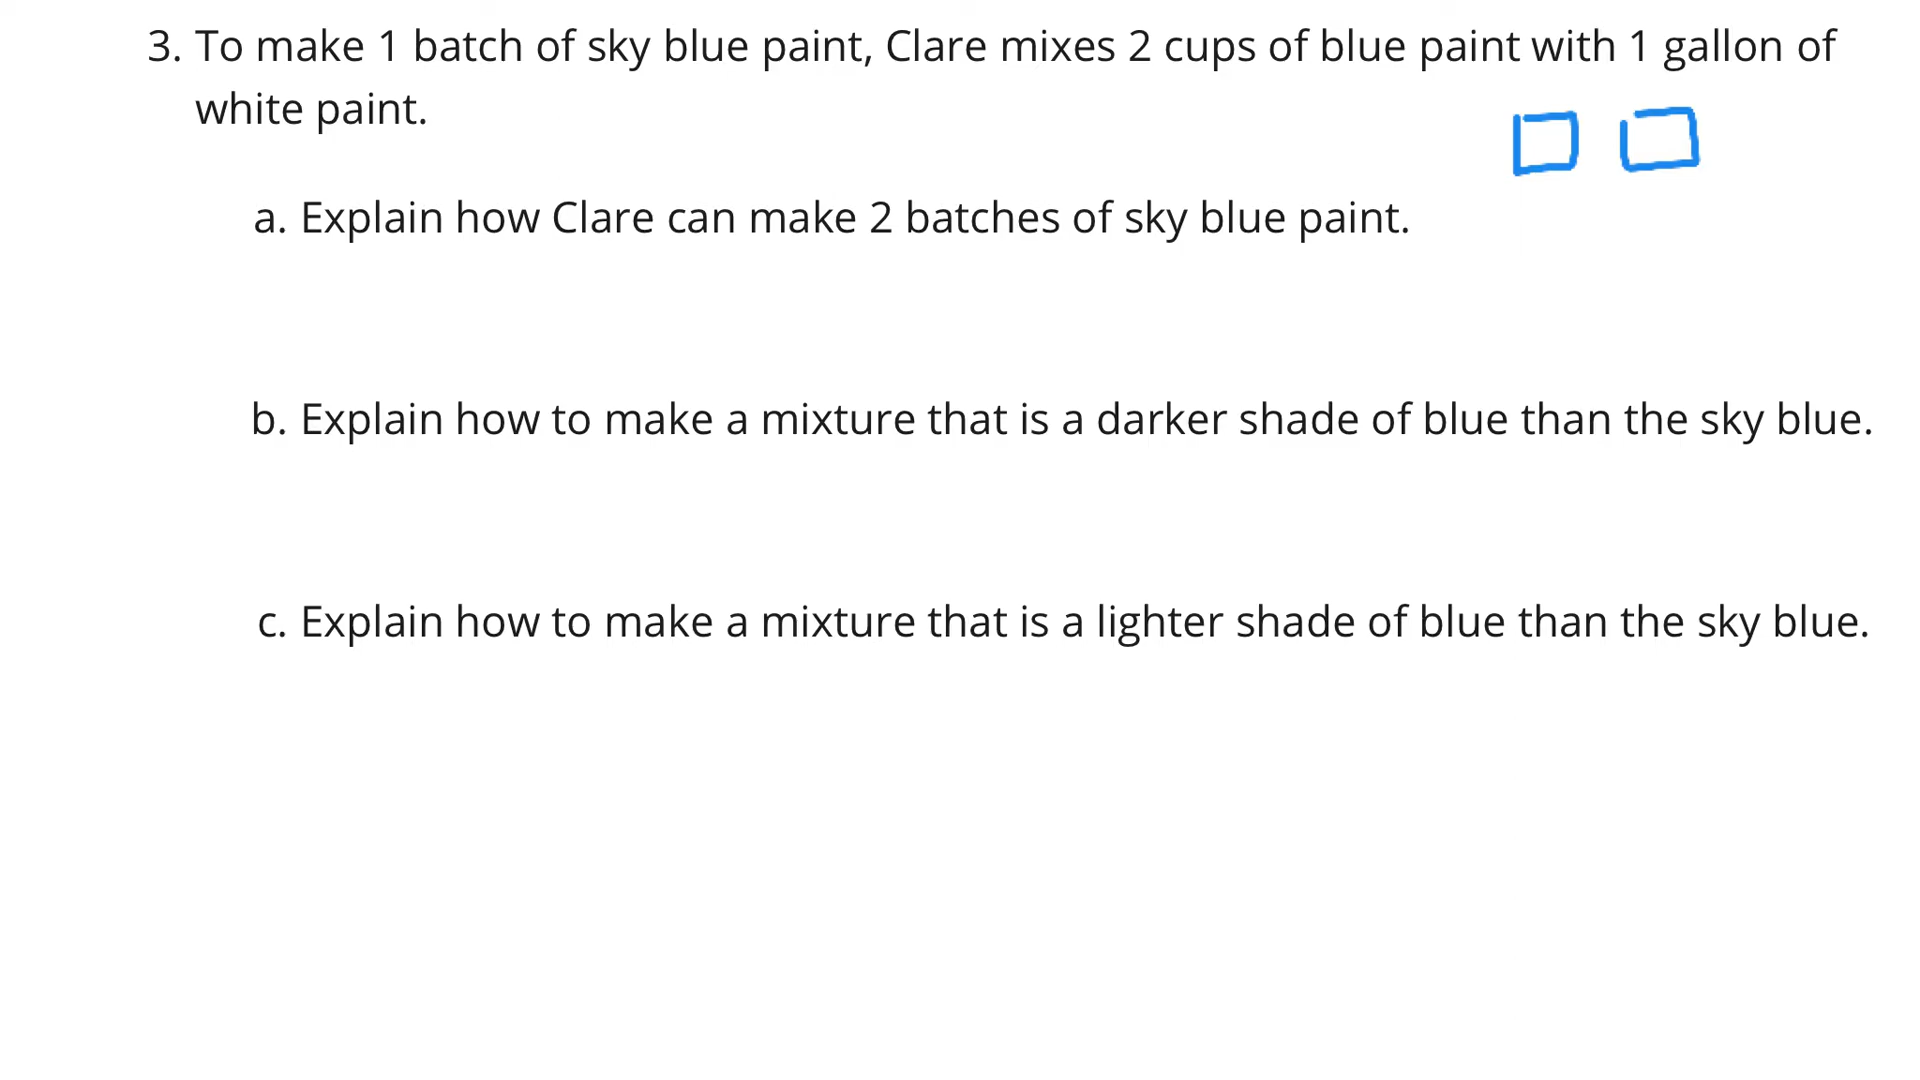 3. To make 1 batch of sky blue paint, Clare mixes 2 cups of blue paint with 1 gallon of
white paint.
a. Explain how Clare can make 2 batches of sky blue paint.
b. Explain how to make a mixture that is a darker shade of blue than the sky blue.
c. Explain how to make a mixture that is a lighter shade of blue than the sky blue.